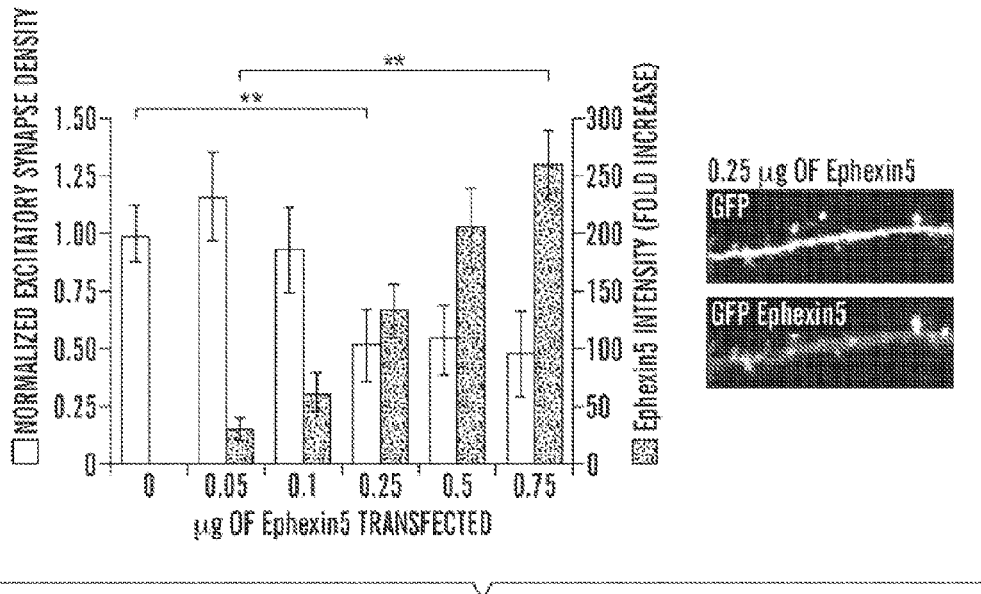 NORMALIZED EXCITATORY SYNAPSE DENSITY
**
**
1.50
1.25
1.00
0.75
0.50
0.25
0
300
250
200
150
100
50
0
Ephexin5 INTENSITY (FOLD INCREASE)
0 0.05 0.1 0.25 0.5 0.75
µg OF Ephexin5 TRANSFECTED
0.25 µg OF Ephexin5
GFP
GFP Ephexin5